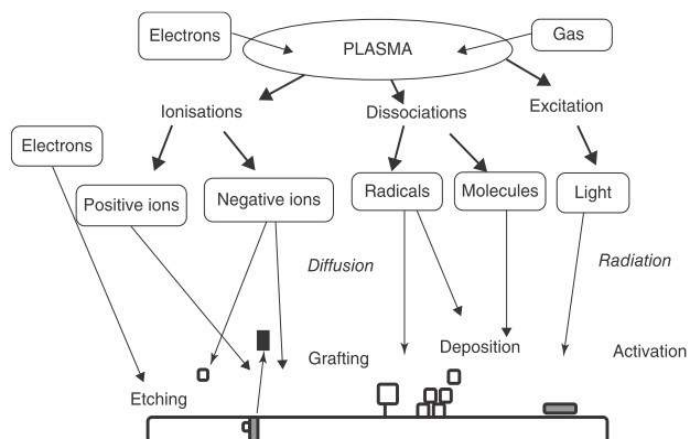 Electrons
PLASMA
Gas
Ionisations
Dissociations
Excitation
Electrons
Positive ions
Negative ions
Radicals
Molecules
Light
Diffusion
Radiation
Grafting
Deposition
Activation
Etching